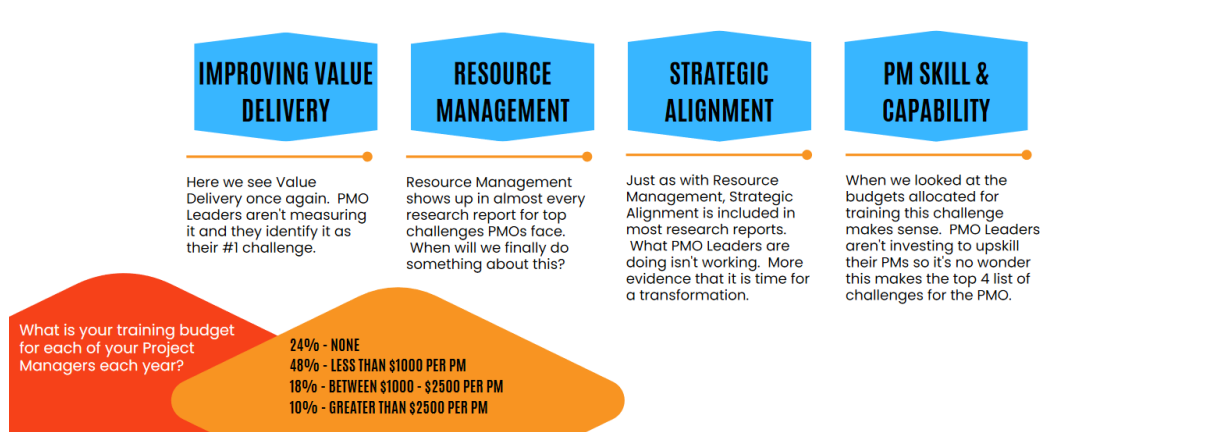 IMPROVING VALUE
DELIVERY
Here we see Value
Delivery once again.  PMO
Leaders aren't measuring
it and they identify it as
their #1 challenge.
RESOURCE
MANAGEMENT
Resource Management
shows up in almost every
research report for top
challenges PMOs face.
When will we finally do
something about this?
STRATEGIC
ALIGNMENT
Just as with Resource
Management, Strategic
Alignment is included in
most research reports.
What PMO Leaders are
doing isn't working.  More
evidence that it is time for
a transformation.
PM SKILL &
CAPABILITY
When we looked at the
budgets allocated for
training this challenge
makes sense.  PMO Leaders
aren't investing to upskill
their PMs so it's no wonder
this makes the top 4 list of
challenges for the PMO.
What is your training budget
for each of your Project
Managers each year?
24% - NONE
48% - LESS THAN $1000 PER PM
18% - BETWEEN $1000 - $2500 PER PM
10% - GREATER THAN $2500 PER PM